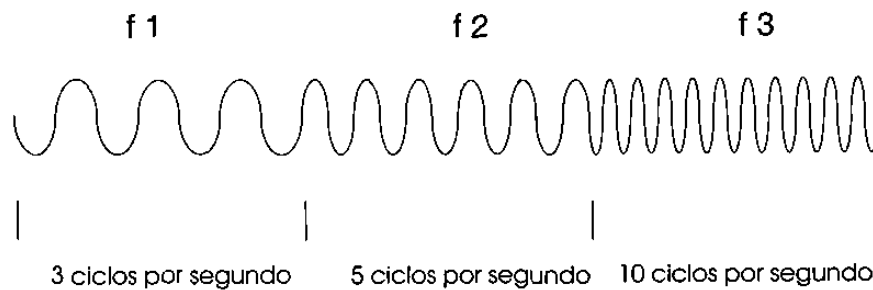 f 1 f 2 f 3
3 ciclos por segundo 5 ciclos por segundo 10 ciclos por segundo